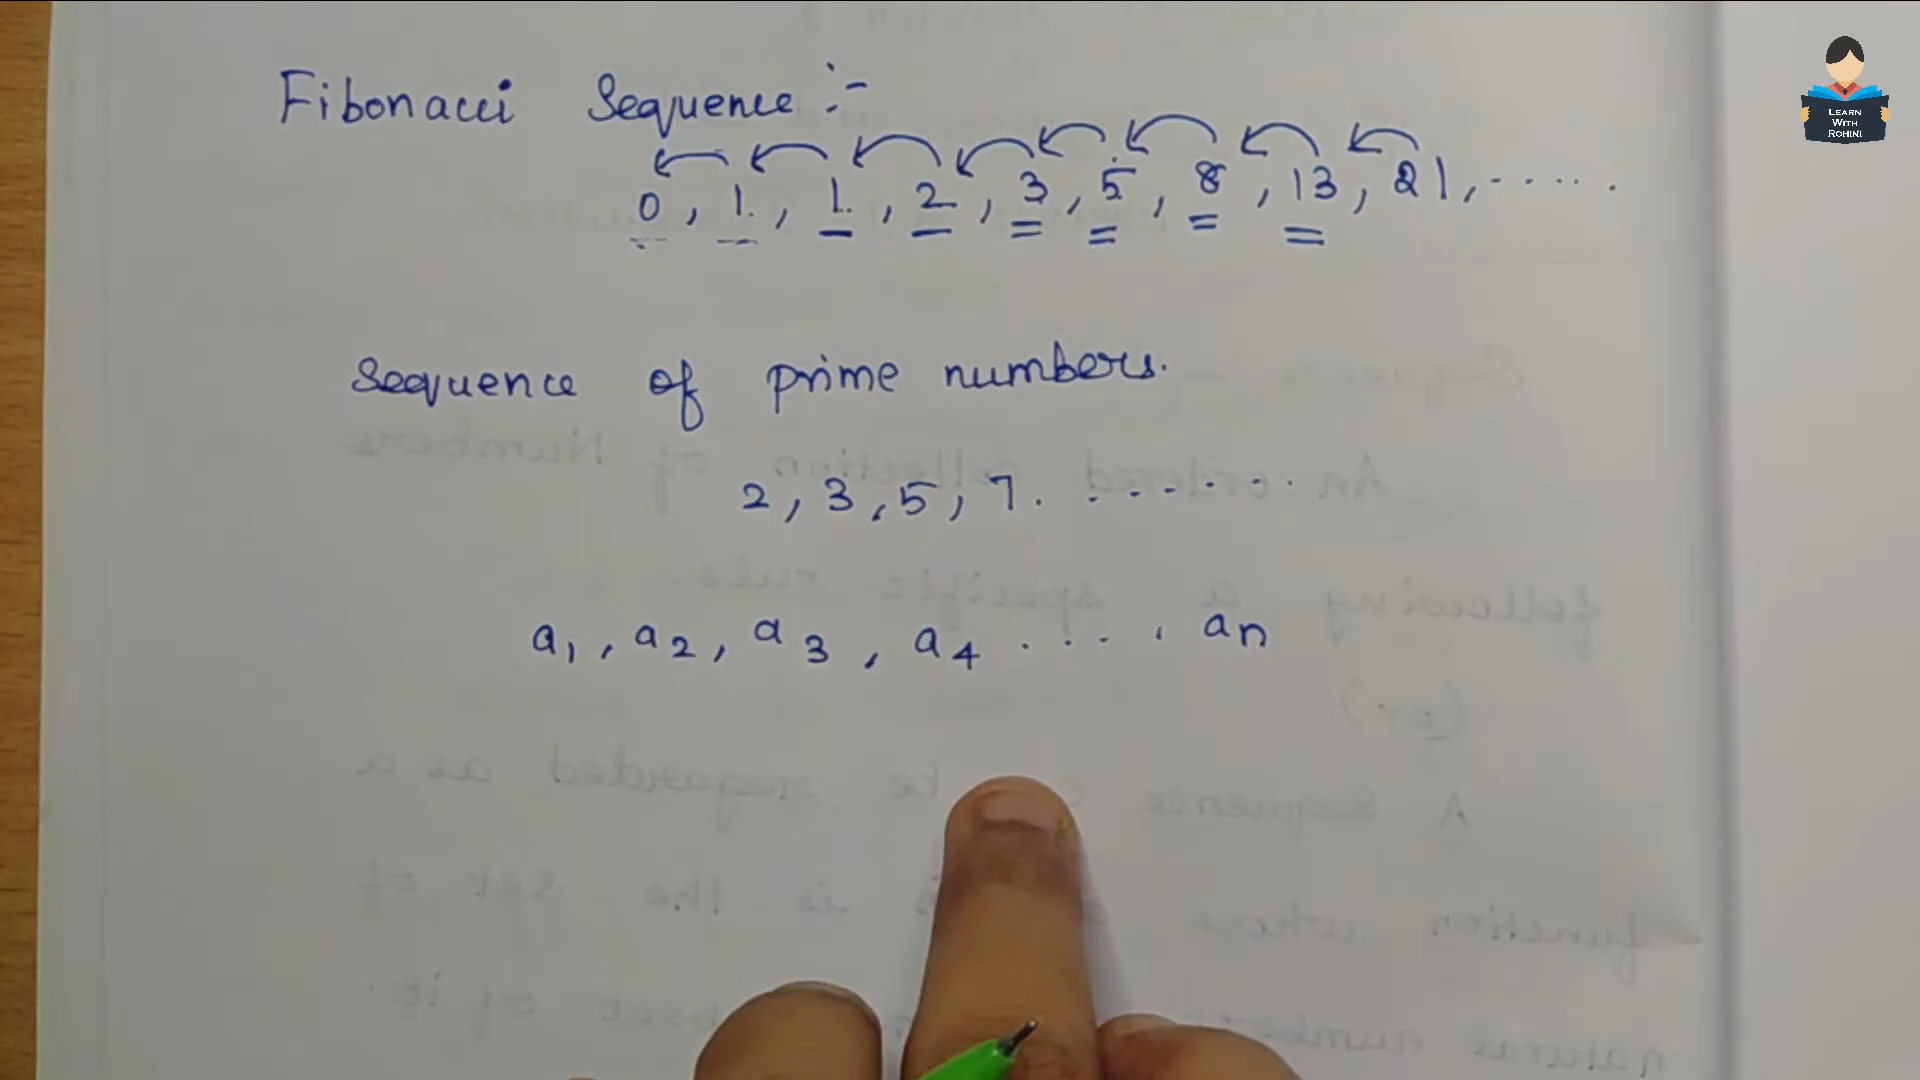 Fibonacci Sequence :-
0, 1, 1, 2, 3, 5, 8, 13, 21, .....
Sequence of prime numbers.
2, 3, 5, 7. .......
a1, a2, a3, a4 .... an
LEARN
WITH
ROHINI